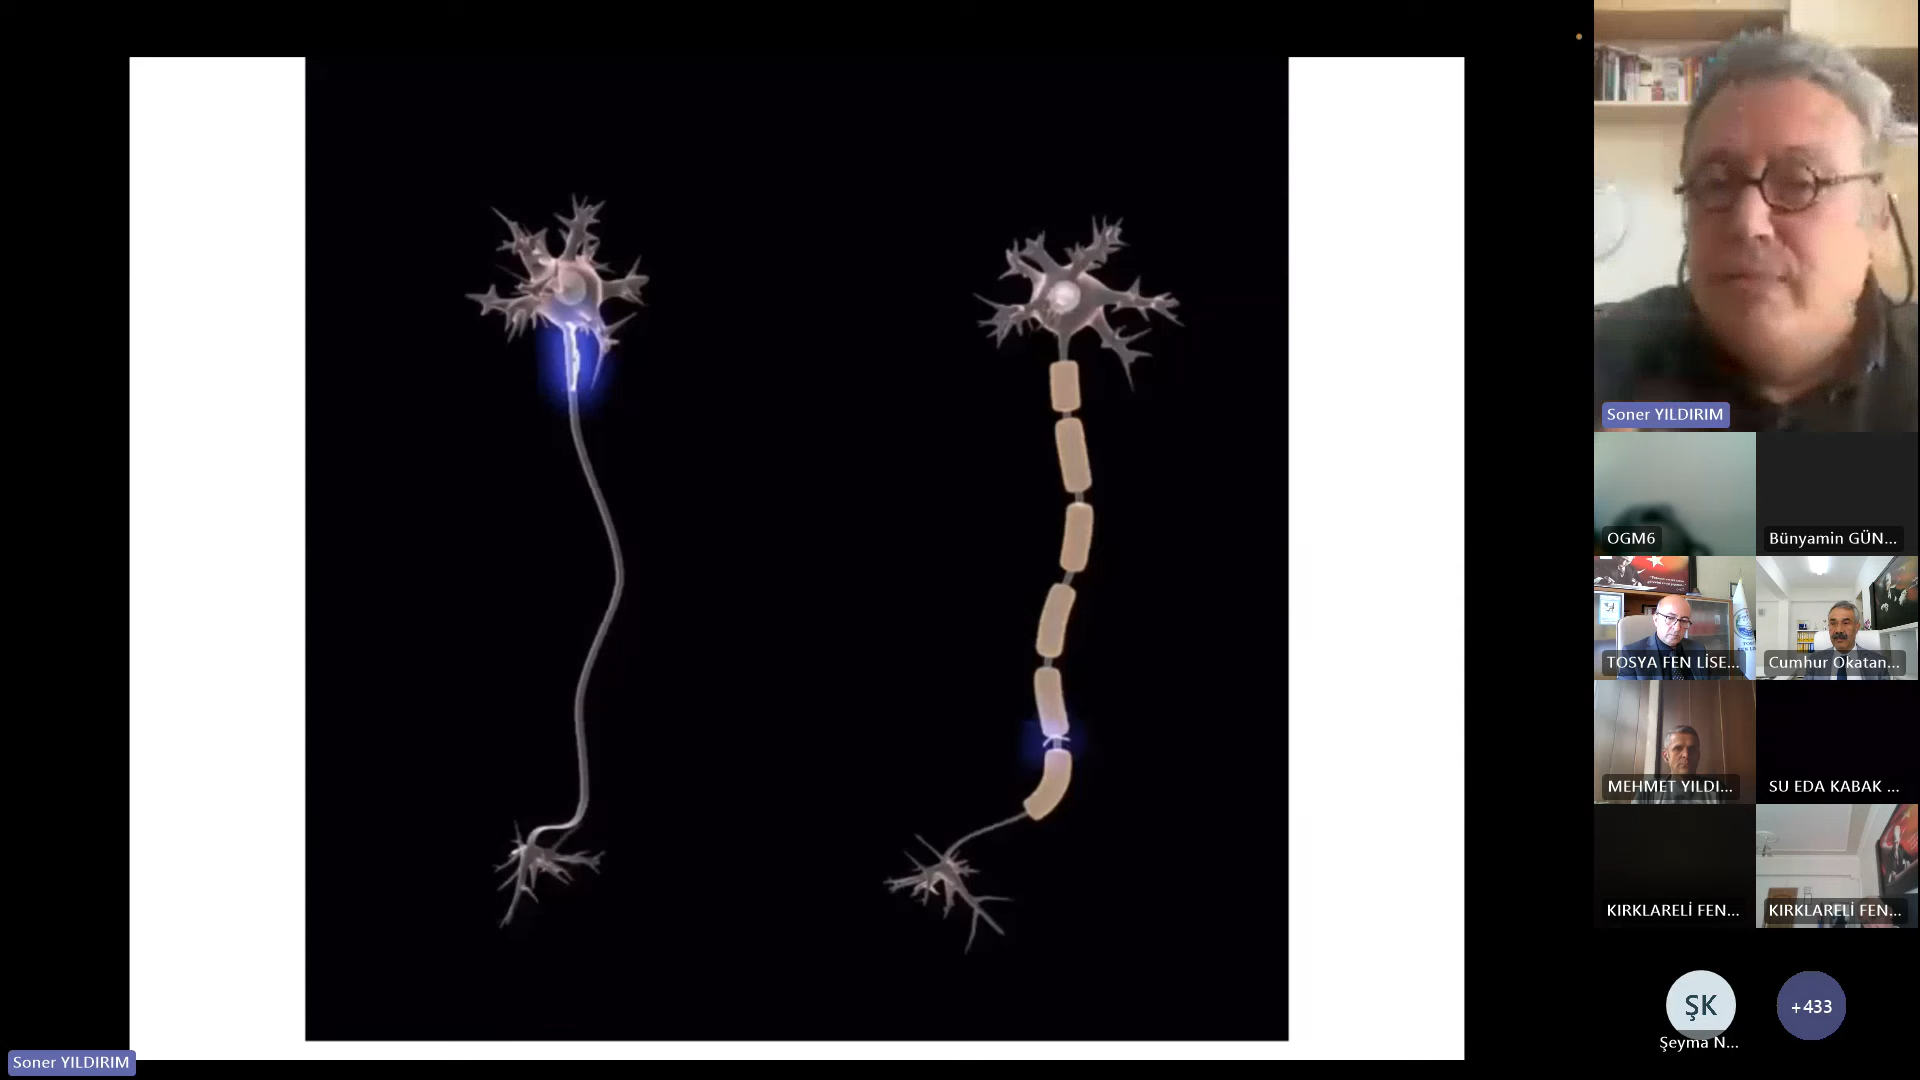 Soner YILDIRIM
OGM6
Bünyamin GÜN...
TOSYA FEN LİSE...
Cumhur Okatan...
MEHMET YILDI...
SU EDA KABAK ...
KIRKLARELİ FEN...
KIRKLARELİ FEN...
ŞK
+433
Şeyma N...
Soner YILDIRIM